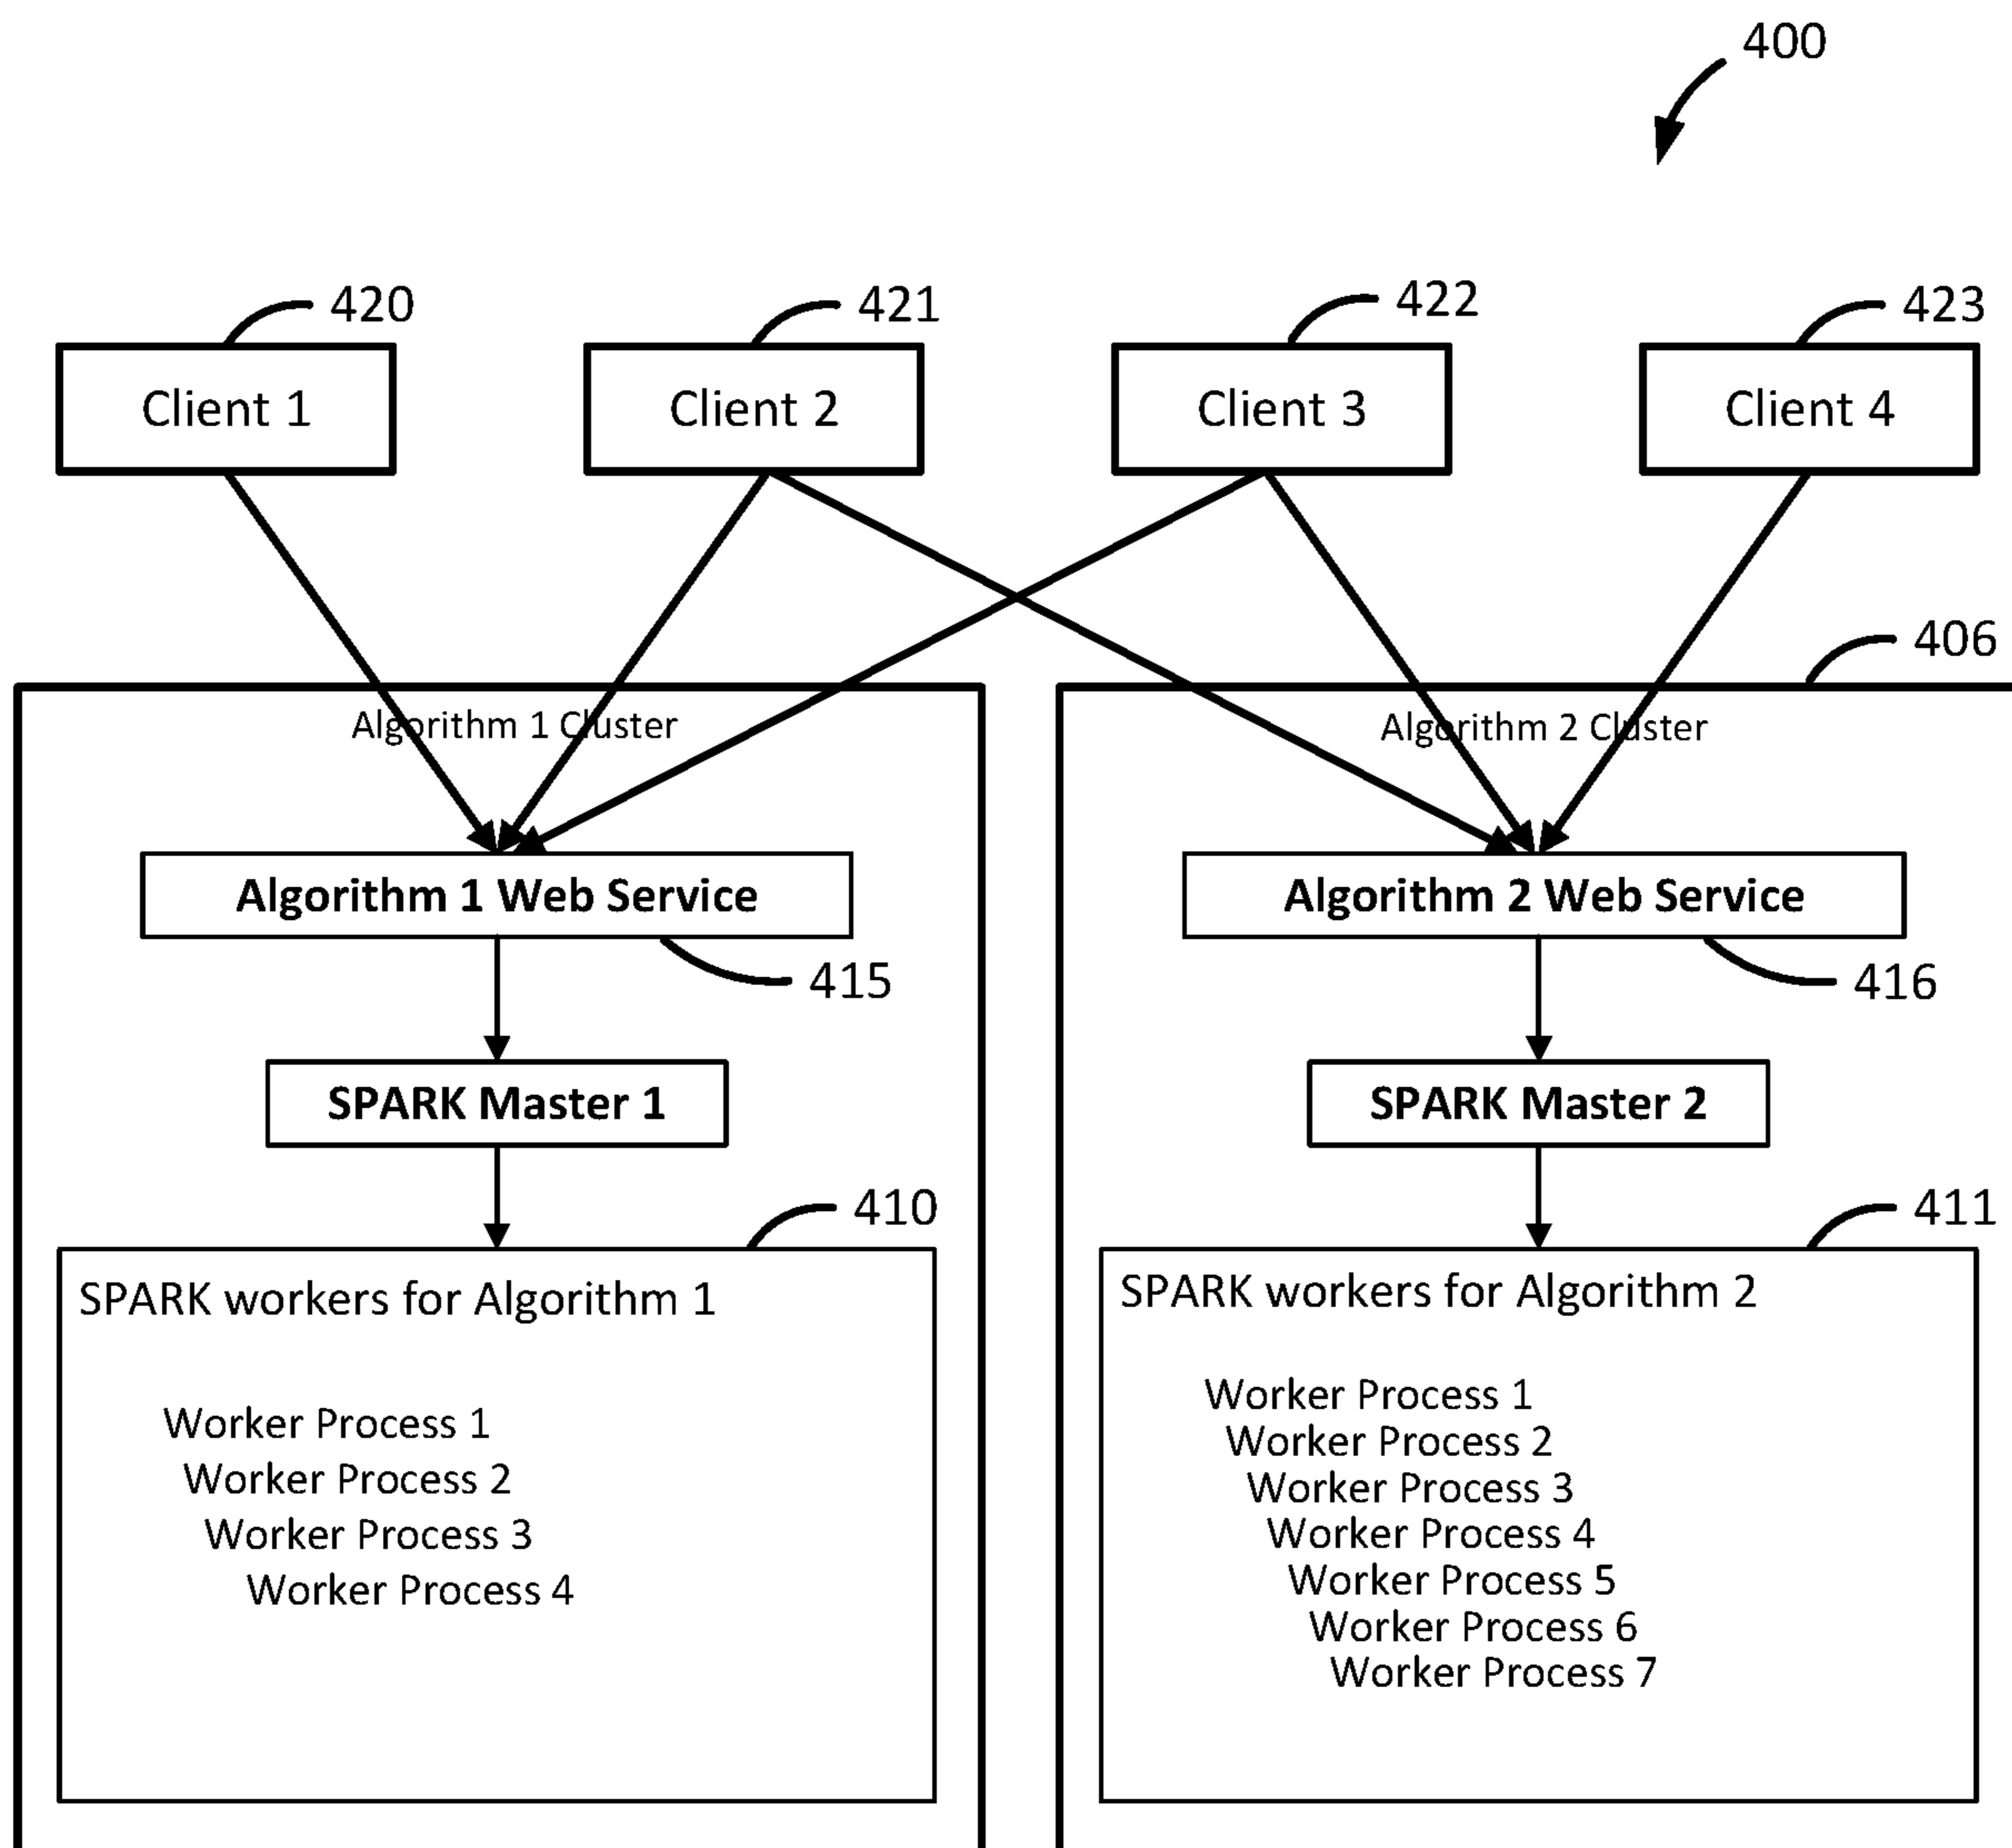 400
420
421
422
423
Client 1
Client 2
Client 3
Client 4
406
Algorithm 1 Cluster
Algorithm 2 Cluster
Algorithm 1 Web Service
Algorithm 2 Web Service
415
416
SPARK Master 1
SPARK Master 2
410
411
SPARK workers for Algorithm 1
Worker Process 1
Worker Process 2
Worker Process 3
Worker Process 4
SPARK workers for Algorithm 2
Worker Process 1
Worker Process 2
Worker Process 3
Worker Process 4
Worker Process 5
Worker Process 6
Worker Process 7